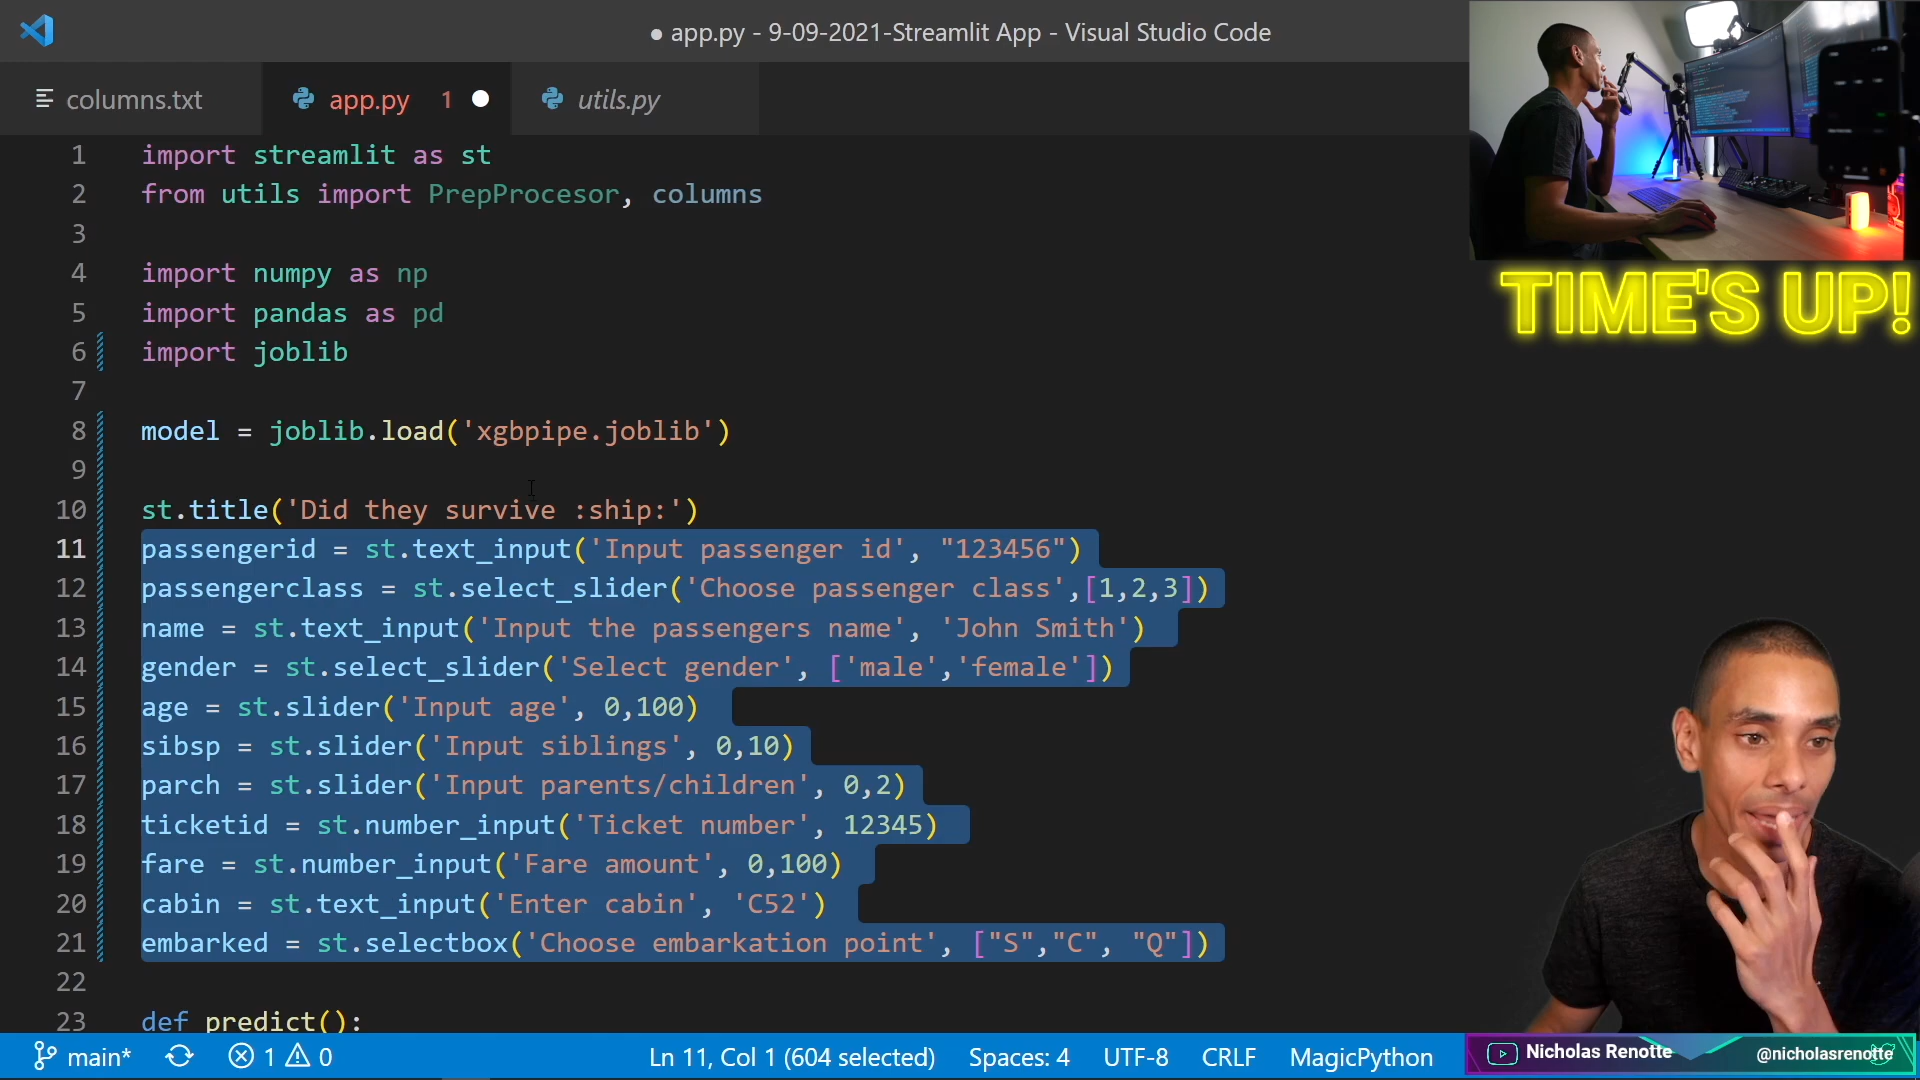 ● app.py - 9-09-2021-Streamlit App - Visual Studio Code
columns.txt
app.py 1 ●
utils.py
TIME'S UP!
1 import streamlit as st
2 from utils import PrepProcesor, columns
3
4 import numpy as np
5 import pandas as pd
6 import joblib
7
8 model = joblib.load('xgbpipe.joblib')
9
10 st.title('Did they survive :ship:')
11 passengerid = st.text_input('Input passenger id', "123456")
12 passengerclass = st.select_slider('Choose passenger class',[1,2,3])
13 name = st.text_input('Input the passengers name', 'John Smith')
14 gender = st.select_slider('Select gender', ['male','female'])
15 age = st.slider('Input age', 0,100)
16 sibsp = st.slider('Input siblings', 0,10)
17 parch = st.slider('Input parents/children', 0,2)
18 ticketid = st.number_input('Ticket number', 12345)
19 fare = st.number_input('Fare amount', 0,100)
20 cabin = st.text_input('Enter cabin', 'C52')
21 embarked = st.selectbox('Choose embarkation point', ["S","C", "Q"])
22
23 def predict():
main* 1 0 Ln 11, Col 1 (604 selected) Spaces: 4 UTF-8 CRLF MagicPython
Nicholas Renotte @nicholasrenotte